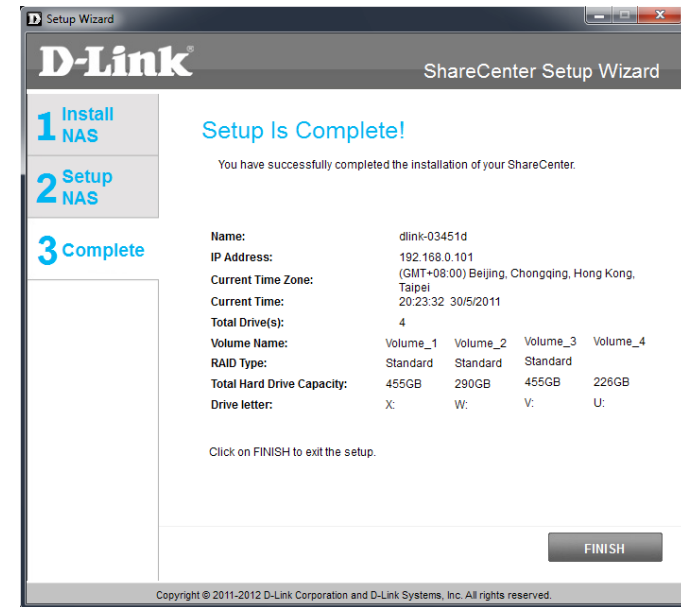 Setup Wizard
D-Link®
ShareCenter Setup Wizard
1 Install
NAS
2 Setup
NAS
3 Complete
Setup Is Complete!
You have successfully completed the installation of your ShareCenter.
Name: dlink-03451d
IP Address: 192.168.0.101
Current Time Zone: (GMT+08:00) Beijing, Chongqing, Hong Kong,
Taipei
Current Time: 20:23:32 30/5/2011
Total Drive(s): 4
Volume Name: Volume_1 Volume_2 Volume_3 Volume_4
RAID Type: Standard Standard Standard
Total Hard Drive Capacity: 455GB 290GB 455GB 226GB
Drive letter: X: W: V: U:
Click on FINISH to exit the setup.
FINISH
Copyright © 2011-2012 D-Link Corporation and D-Link Systems, Inc. All rights reserved.